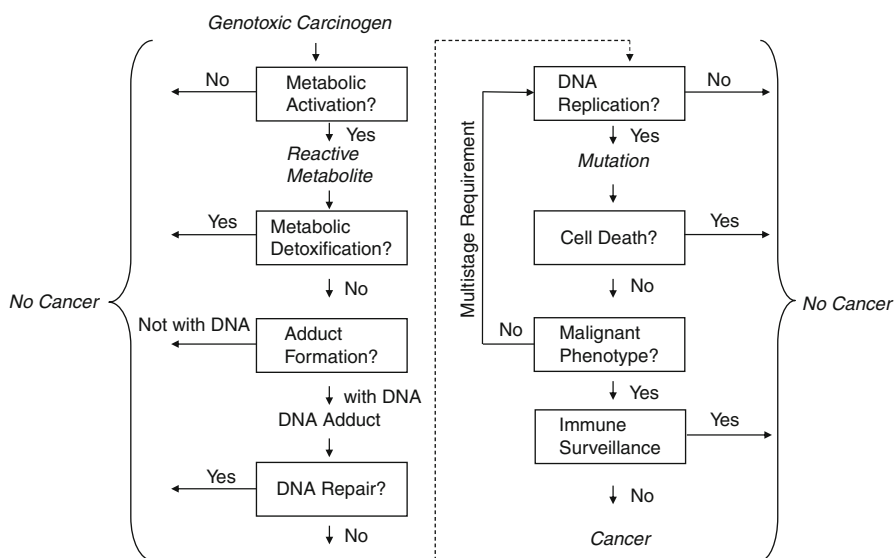 Genotoxic Carcinogen
No
Metabolic
Activation?
Yes
Reactive
Metabolite
Yes
Metabolic
Detoxification?
No
No Cancer
Not with DNA
Adduct
Formation?
with DNA
DNA Adduct
Yes
DNA Repair?
No
Multistage Requirement
DNA
Replication?
No
Yes
Mutation
Cell Death?
Yes
No
No
Malignant
Phenotype?
Yes
Immune
Surveillance
Yes
No
Cancer
No Cancer